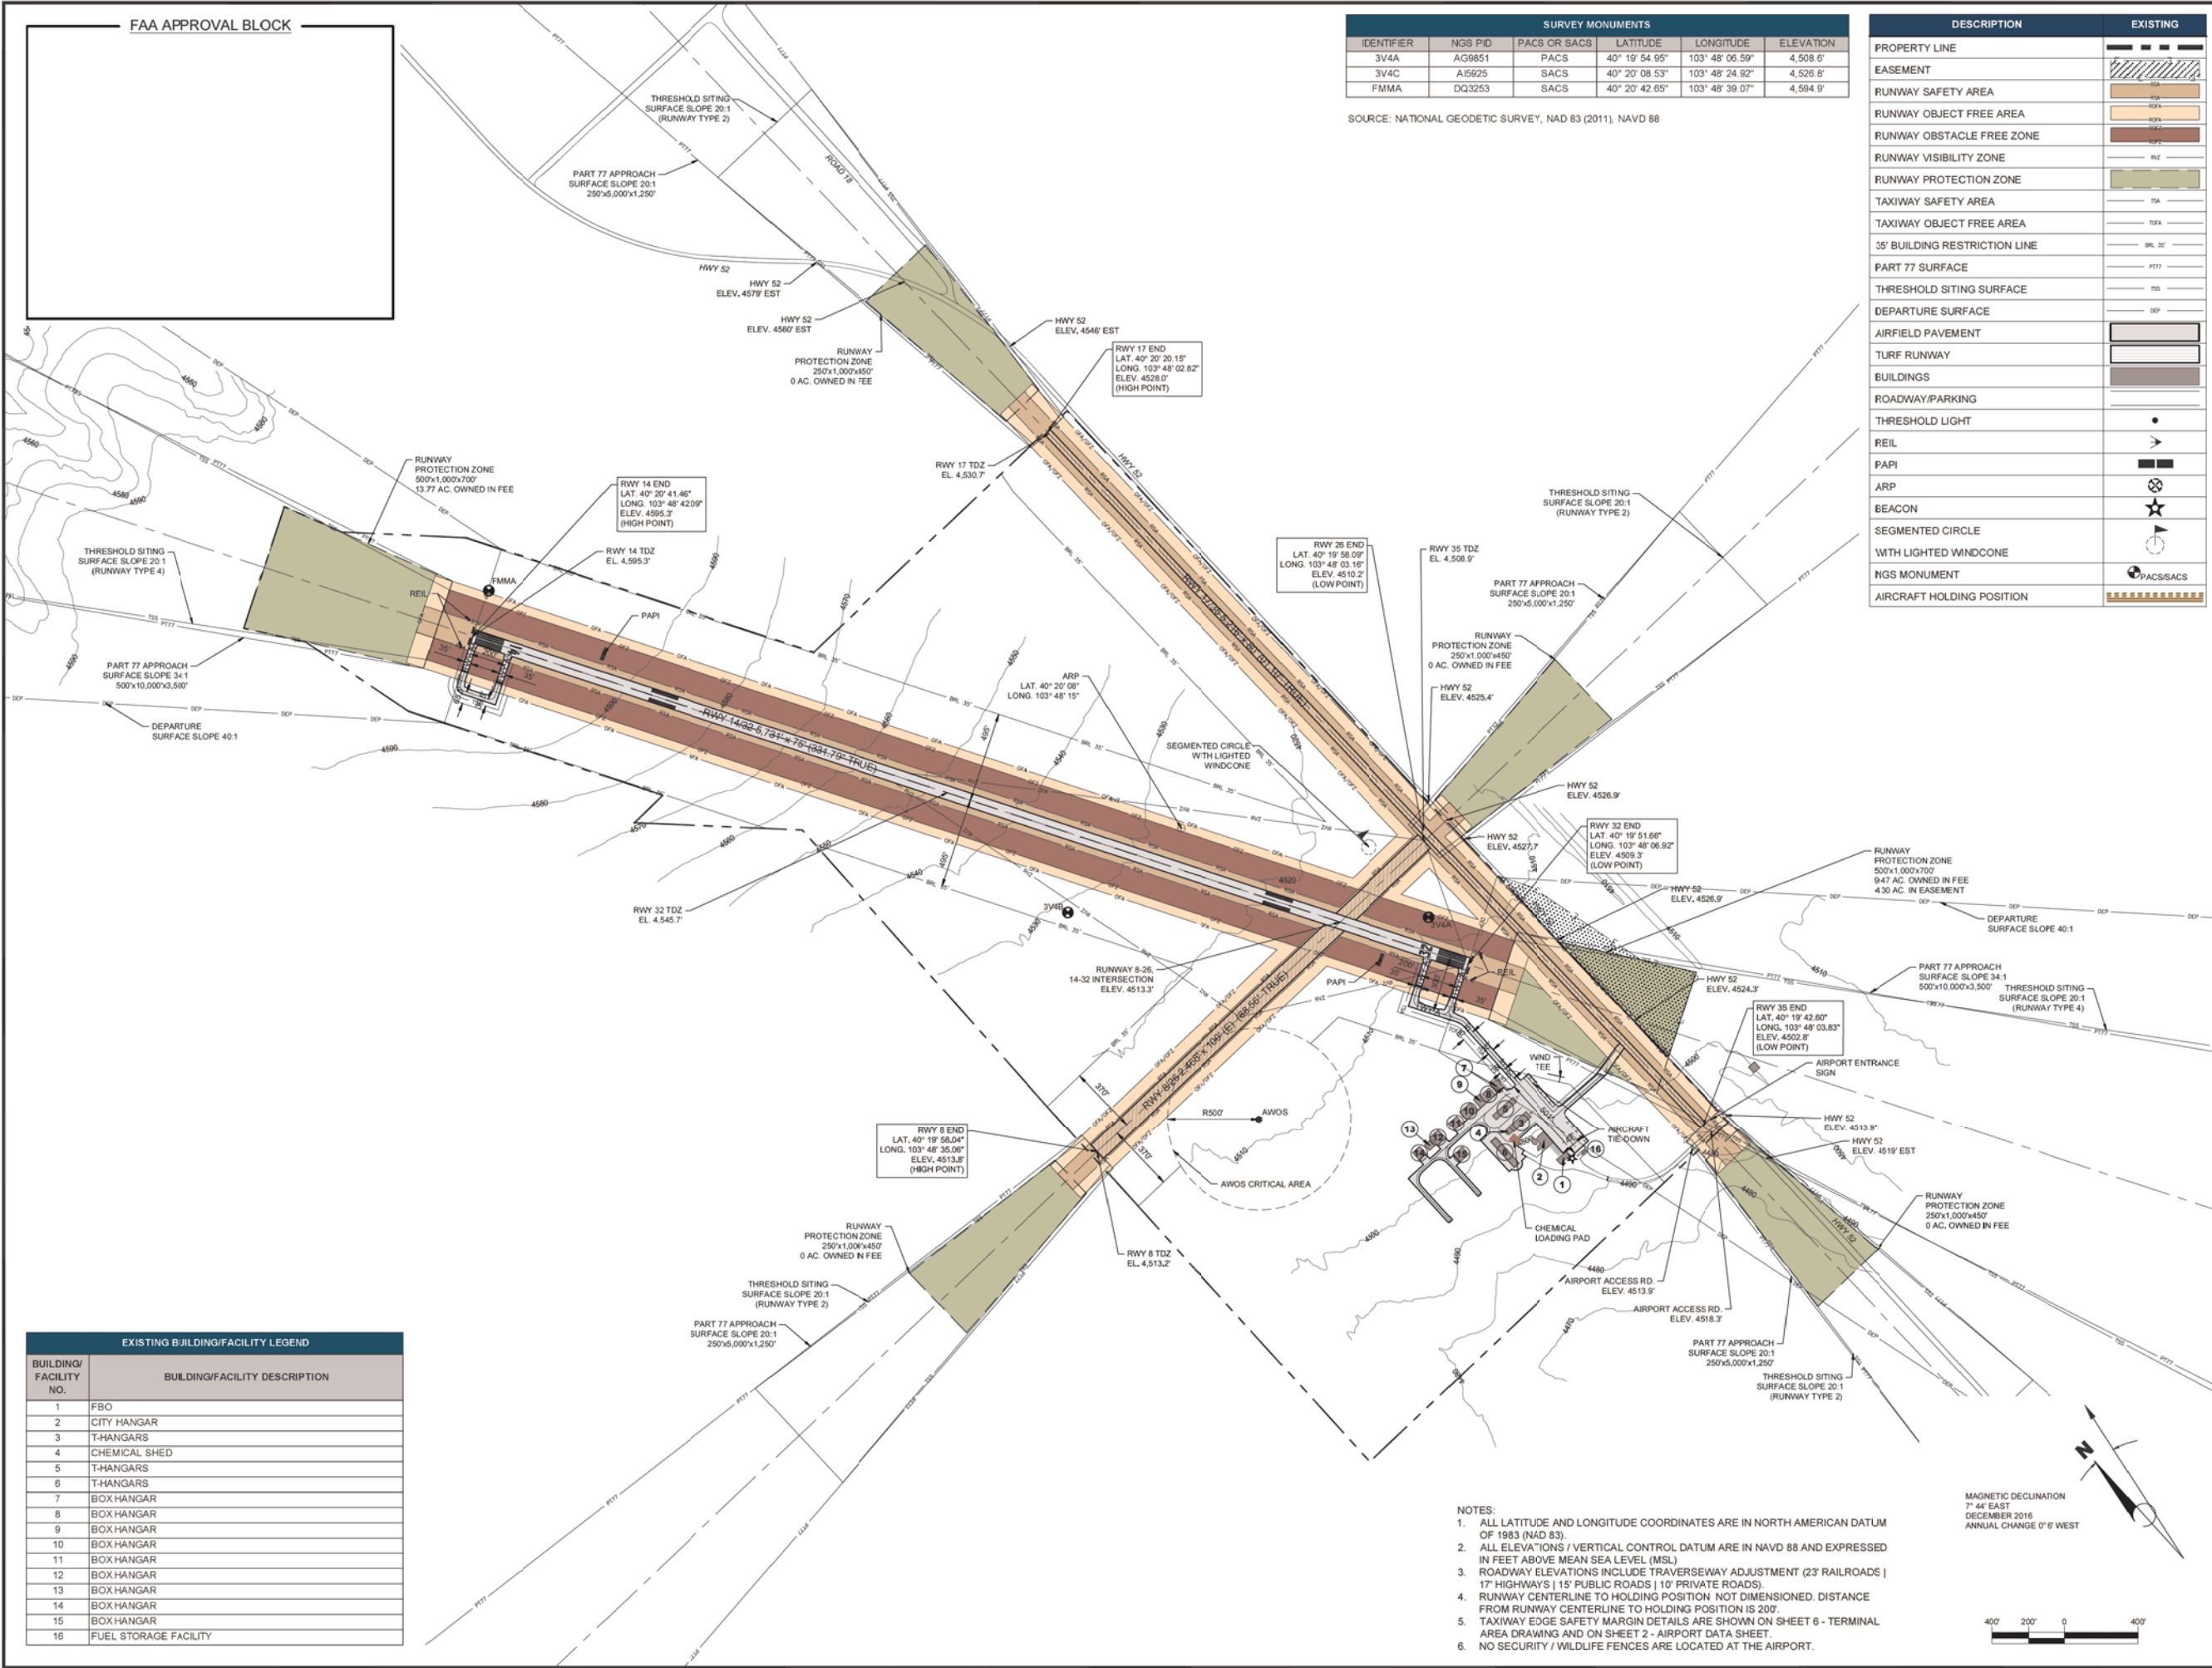 FAA APPROVAL BLOCK
SURVEY MONUMENTS
IDENTIFIER NGS PID PACS OR SACS LATITUDE LONGITUDE ELEVATION
3V4A AG9851 PACS 40° 19' 54.95" 103° 48' 06.59" 4,508.6'
3V4C AI5925 SACS 40° 20' 08.53" 103° 48' 24.92" 4,526.8'
FMMA DQ3253 SACS 40° 20' 42.65" 103° 48' 39.07" 4,594.9'
SOURCE: NATIONAL GEODETIC SURVEY, NAD 83 (2011), NAVD 88
DESCRIPTION EXISTING
PROPERTY LINE
EASEMENT
RUNWAY SAFETY AREA RSA
RUNWAY OBJECT FREE AREA ROFA
RUNWAY OBSTACLE FREE ZONE ROFZ
RUNWAY VISIBILITY ZONE RVZ
RUNWAY PROTECTION ZONE
TAXIWAY SAFETY AREA TSA
TAXIWAY OBJECT FREE AREA TOFA
35' BUILDING RESTRICTION LINE BRL 35'
PART 77 SURFACE PT77
THRESHOLD SITING SURFACE TSS
DEPARTURE SURFACE DEP
AIRFIELD PAVEMENT
TURF RUNWAY
BUILDINGS
ROADWAY/PARKING
THRESHOLD LIGHT
REIL
PAPI
ARP
BEACON
SEGMENTED CIRCLE
WITH LIGHTED WINDCONE
NGS MONUMENT PACS/SACS
AIRCRAFT HOLDING POSITION
THRESHOLD SITING
SURFACE SLOPE 20:1
(RUNWAY TYPE 2)
PART 77 APPROACH
SURFACE SLOPE 20:1
250'x5,000'x1,250'
ROAD 18
HWY 52
HWY 52
ELEV. 4579' EST
HWY 52
ELEV. 4560' EST
HWY 52
ELEV. 4546' EST
RUNWAY
PROTECTION ZONE
250'x1,000'x450'
0 AC. OWNED IN FEE
RWY 17 END
LAT. 40° 20' 20.15"
LONG. 103° 48' 02.82"
ELEV. 4528.0'
(HIGH POINT)
RWY 17 TDZ
EL. 4,530.7'
HWY 52
RUNWAY
PROTECTION ZONE
500'x1,000'x700'
13.77 AC. OWNED IN FEE
RWY 14 END
LAT. 40° 20' 41.46"
LONG. 103° 48' 42.09"
ELEV. 4595.3'
(HIGH POINT)
RWY 14 TDZ
EL. 4,595.3'
FMMA
REIL
PAPI
THRESHOLD SITING
SURFACE SLOPE 20:1
(RUNWAY TYPE 4)
PART 77 APPROACH
SURFACE SLOPE 34:1
500'x10,000'x3,500'
DEPARTURE
SURFACE SLOPE 40:1
RWY 14/32 5,731' x 75' (331.79° TRUE)
ARP
LAT. 40° 20' 08"
LONG. 103° 48' 15"
495'
495'
SEGMENTED CIRCLE
WITH LIGHTED
WINDCONE
RWY 26 END
LAT. 40° 19' 58.09"
LONG. 103° 48' 03.16"
ELEV. 4510.2'
(LOW POINT)
RWY 35 TDZ
EL. 4,508.9'
THRESHOLD SITING
SURFACE SLOPE 20:1
(RUNWAY TYPE 2)
PART 77 APPROACH
SURFACE SLOPE 20:1
250'x5,000'x1,250'
RUNWAY
PROTECTION ZONE
250'x1,000'x450'
0 AC. OWNED IN FEE
HWY 52
ELEV. 4525.4'
HWY 52
ELEV. 4526.9'
HWY 52
ELEV. 4527.7'
RWY 32 END
LAT. 40° 19' 51.66"
LONG. 103° 48' 06.92"
ELEV. 4509.3'
(LOW POINT)
HWY 52
ELEV. 4526.9'
RUNWAY
PROTECTION ZONE
500'x1,000'x700'
9.47 AC. OWNED IN FEE
4.30 AC. IN EASEMENT
DEPARTURE
SURFACE SLOPE 40:1
PART 77 APPROACH
SURFACE SLOPE 34:1
500'x10,000'x3,500'
THRESHOLD SITING
SURFACE SLOPE 20:1
(RUNWAY TYPE 4)
HWY 52
ELEV. 4524.3'
RWY 35 END
LAT. 40° 19' 42.60"
LONG. 103° 48' 03.83"
ELEV. 4502.8'
(LOW POINT)
AIRPORT ENTRANCE
SIGN
HWY 52
ELEV. 4513.9'
HWY 52
ELEV. 4519' EST
RUNWAY
PROTECTION ZONE
250'x1,000'x450'
0 AC. OWNED IN FEE
RWY 32 TDZ
EL. 4,545.7'
3V4B
3V4A
RUNWAY 8-26,
14-32 INTERSECTION
ELEV. 4513.3'
PAPI
REIL
WIND
TEE
RWY 8/26 2,468' x 100' (E) (88.56° TRUE)
370'
370'
R500'
AWOS
AWOS CRITICAL AREA
RWY 8 END
LAT. 40° 19' 58.04"
LONG. 103° 48' 35.06"
ELEV. 4513.8'
(HIGH POINT)
RWY 8 TDZ
EL. 4,513.2'
RUNWAY
PROTECTION ZONE
250'x1,000'x450'
0 AC. OWNED IN FEE
THRESHOLD SITING
SURFACE SLOPE 20:1
(RUNWAY TYPE 2)
PART 77 APPROACH
SURFACE SLOPE 20:1
250'x5,000'x1,250'
AIRCRAFT
TIE-DOWN
CHEMICAL
LOADING PAD
AIRPORT ACCESS RD.
ELEV. 4513.9'
AIRPORT ACCESS RD.
ELEV. 4518.3'
PART 77 APPROACH
SURFACE SLOPE 20:1
250'x5,000'x1,250'
THRESHOLD SITING
SURFACE SLOPE 20:1
(RUNWAY TYPE 2)
HWY 52
EXISTING BUILDING/FACILITY LEGEND
BUILDING/
FACILITY
NO.
BUILDING/FACILITY DESCRIPTION
1 FBO
2 CITY HANGAR
3 T-HANGARS
4 CHEMICAL SHED
5 T-HANGARS
6 T-HANGARS
7 BOX HANGAR
8 BOX HANGAR
9 BOX HANGAR
10 BOX HANGAR
11 BOX HANGAR
12 BOX HANGAR
13 BOX HANGAR
14 BOX HANGAR
15 BOX HANGAR
16 FUEL STORAGE FACILITY
NOTES:
1. ALL LATITUDE AND LONGITUDE COORDINATES ARE IN NORTH AMERICAN DATUM
OF 1983 (NAD 83).
2. ALL ELEVATIONS / VERTICAL CONTROL DATUM ARE IN NAVD 88 AND EXPRESSED
IN FEET ABOVE MEAN SEA LEVEL (MSL)
3. ROADWAY ELEVATIONS INCLUDE TRAVERSEWAY ADJUSTMENT (23' RAILROADS |
17' HIGHWAYS | 15' PUBLIC ROADS | 10' PRIVATE ROADS).
4. RUNWAY CENTERLINE TO HOLDING POSITION NOT DIMENSIONED. DISTANCE
FROM RUNWAY CENTERLINE TO HOLDING POSITION IS 200'.
5. TAXIWAY EDGE SAFETY MARGIN DETAILS ARE SHOWN ON SHEET 6 - TERMINAL
AREA DRAWING AND ON SHEET 2 - AIRPORT DATA SHEET.
6. NO SECURITY / WILDLIFE FENCES ARE LOCATED AT THE AIRPORT.
N
MAGNETIC DECLINATION
7° 44' EAST
DECEMBER 2016
ANNUAL CHANGE 0° 6' WEST
400' 200' 0 400'